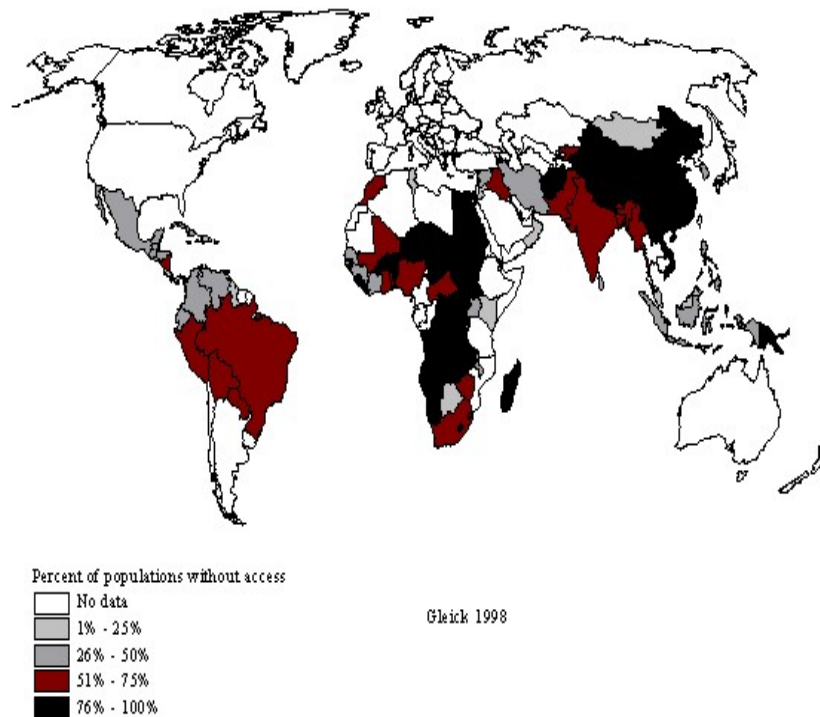 Percent of populations without access
No data
1% - 25%
26% - 50%
51% - 75%
76% - 100%
Gleick 1998